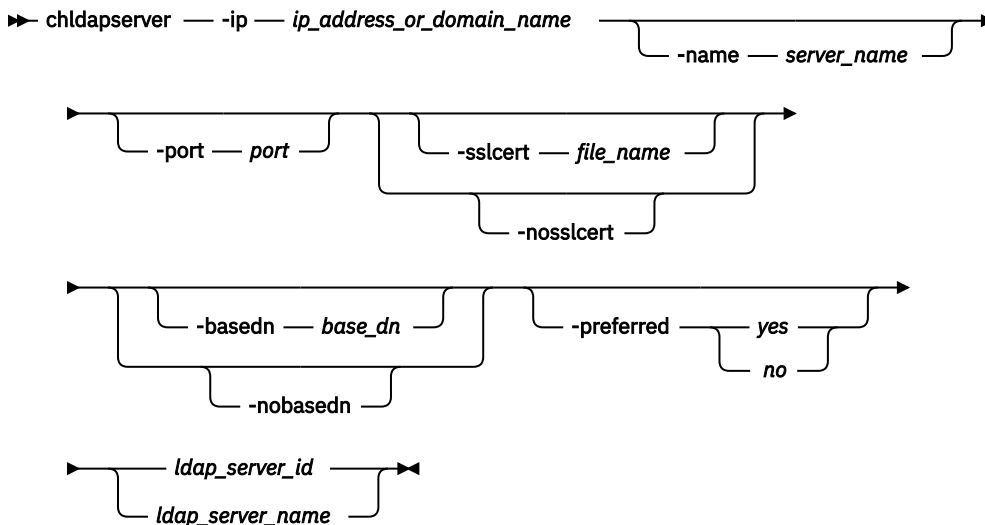 chldapserver -ip ip_address_or_domain_name
-name server_name
-port port
-sslcert file_name
-nosslcert
-basedn base_dn
-nobasedn
-preferred yes
no
ldap_server_id
ldap_server_name